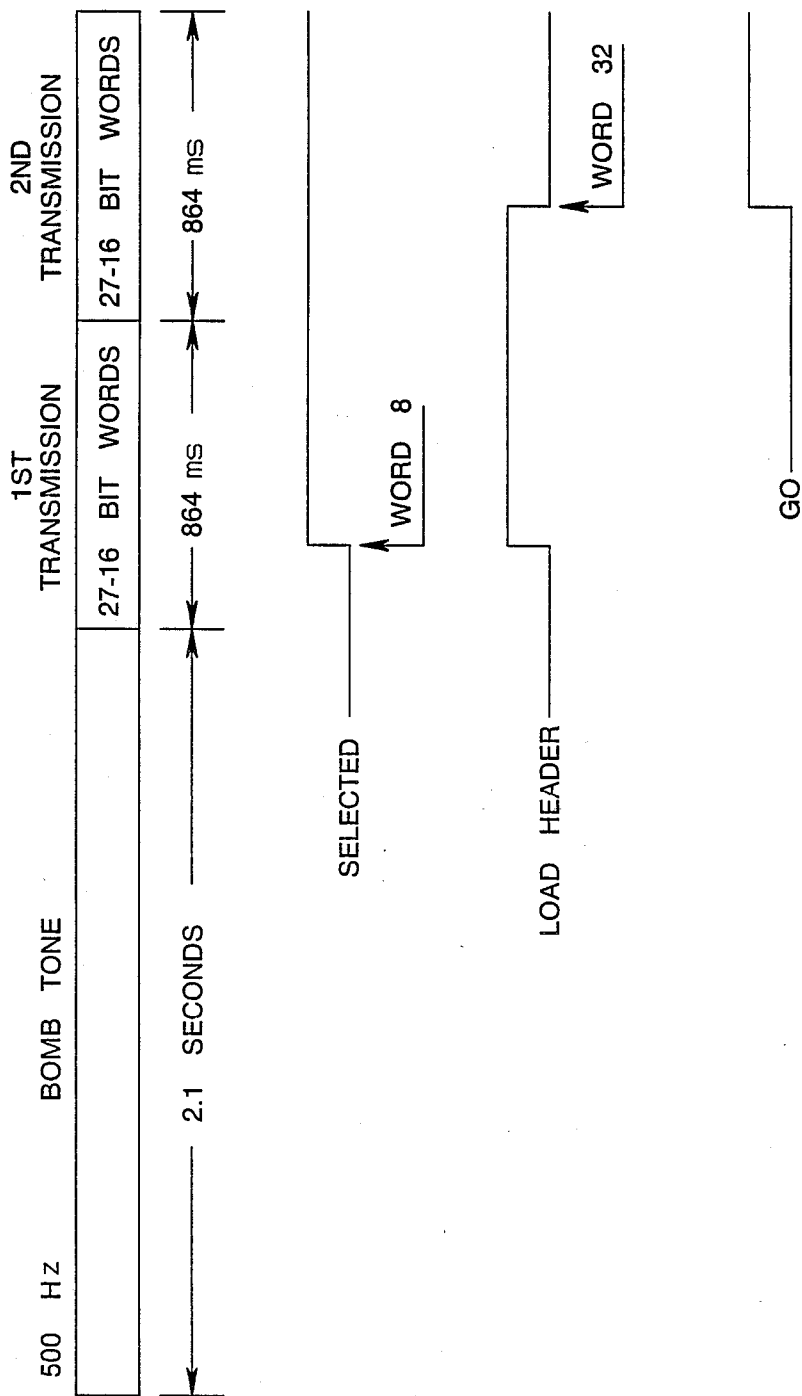 500 Hz BOMB TONE
1ST
TRANSMISSION
2ND
TRANSMISSION
27-16 BIT WORDS
27-16 BIT WORDS
2.1 SECONDS
864 ms
864 ms
SELECTED
WORD 8
LOAD HEADER
WORD 32
GO